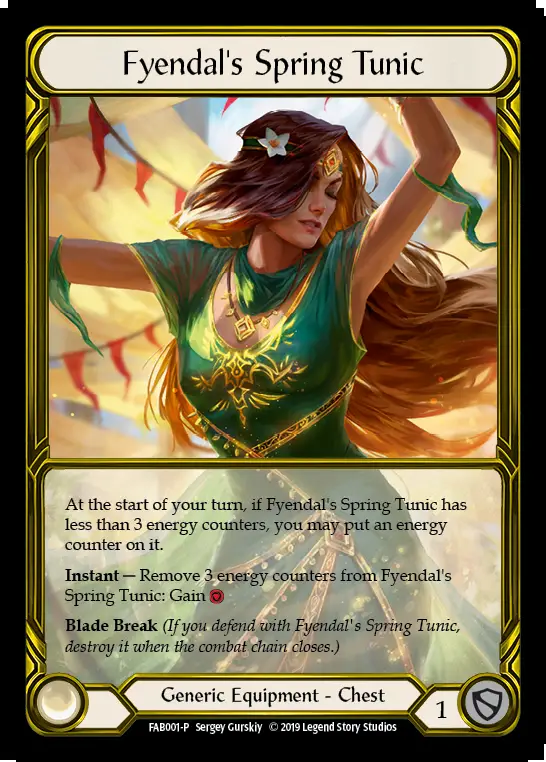 Fyendal's Spring Tunic
At the start of your turn, if Fyendal's Spring Tunic has
less than 3 energy counters, you may put an energy
counter on it.
Instant — Remove 3 energy counters from Fyendal's
Spring Tunic: Gain
Blade Break (If you defend with Fyendal's Spring Tunic,
destroy it when the combat chain closes.)
Generic Equipment - Chest
1
FAB001-P Sergey Gurskiy © 2019 Legend Story Studios